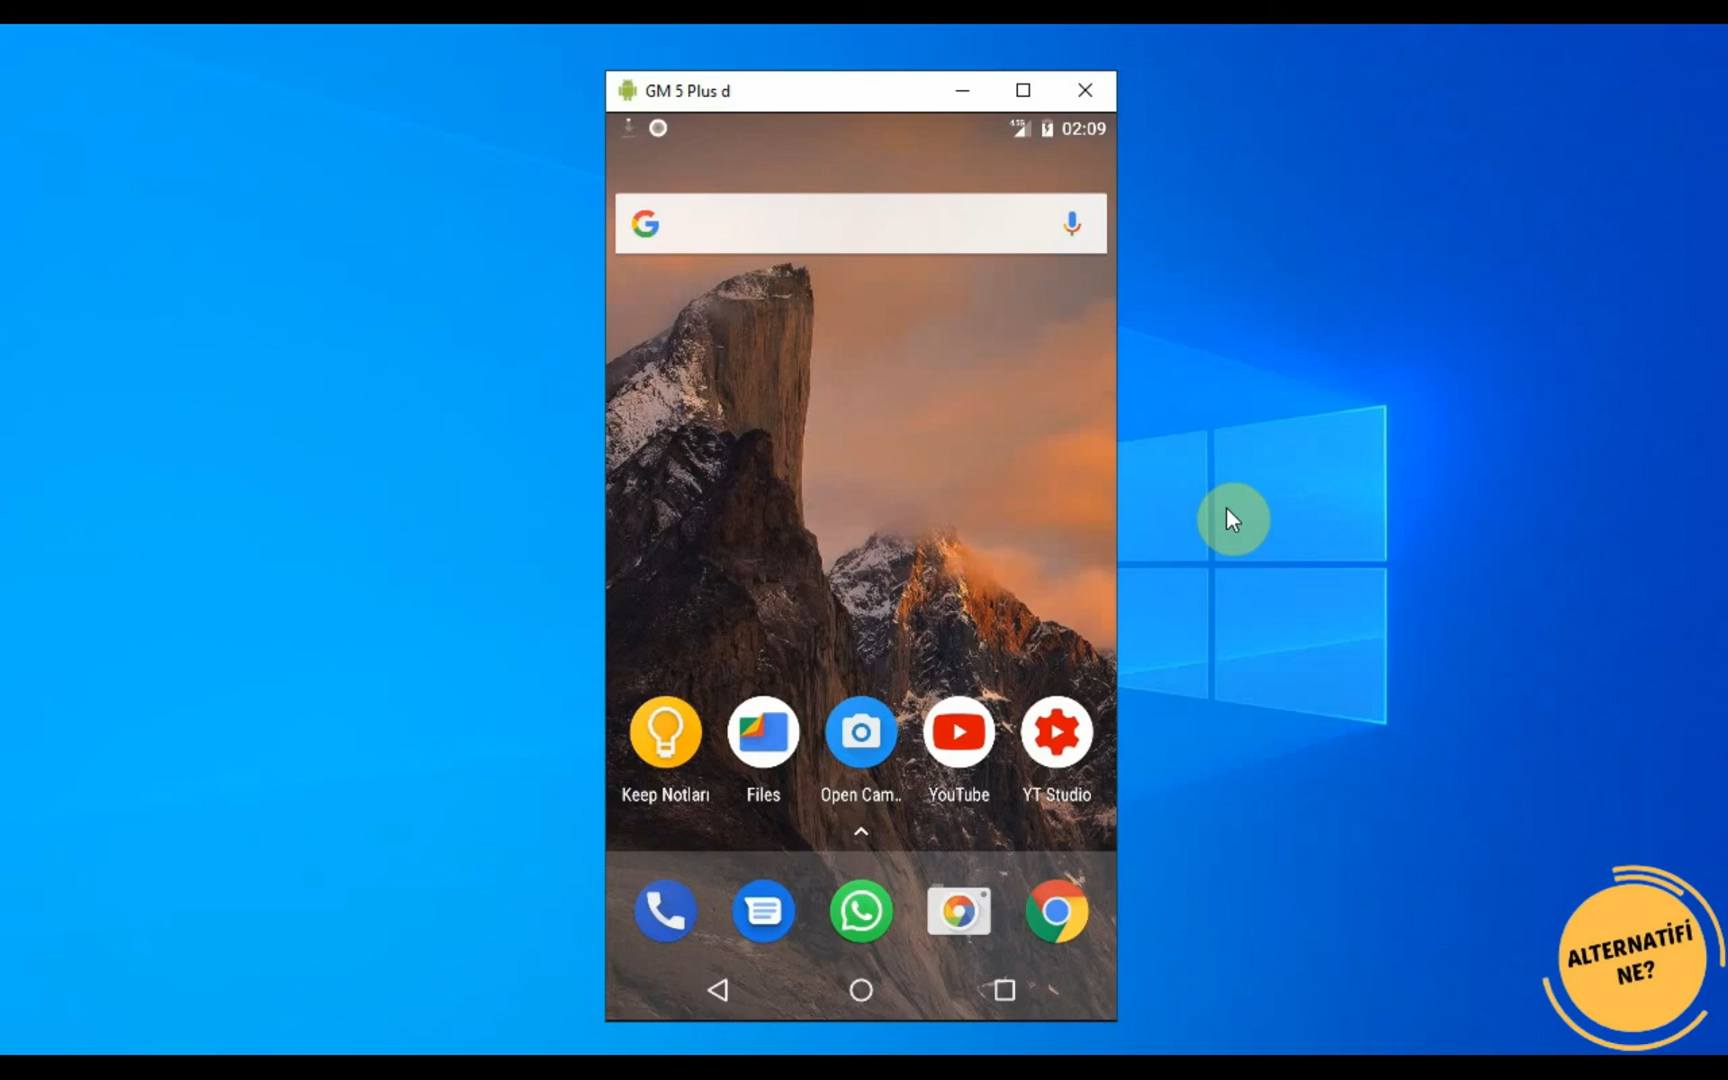 GM 5 Plus d
02:09
Keep Notları
Files
Open Cam..
YouTube
YT Studio
ALTERNATİFİ
NE?